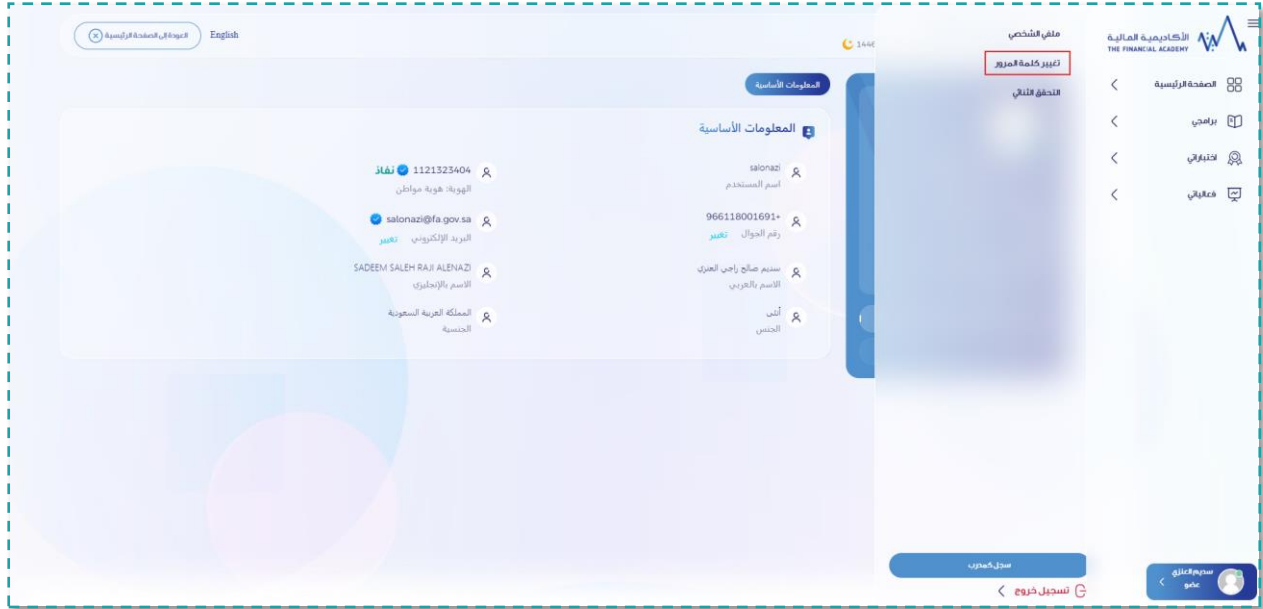 الأكاديمية المالية
THE FINANCIAL ACADEMY
الصفحة الرئيسية
برامجي
اختباراتي
فعالياتي
سديم العنزي
عضو
ملفي الشخصي
تغيير كلمة المرور
التحقق الثنائي
سجل كمدرب
تسجيل خروج
1446
English
العودة إلى الصفحة الرئيسية
المعلومات الأساسية
المعلومات الأساسية
salonazi
اسم المستخدم
1121323404 نفاذ
الهوية: هوية مواطن
966118001691+
رقم الجوال تغيير
salonazi@fa.gov.sa
البريد الإلكتروني تغيير
سديم صالح راجي العنزي
الاسم بالعربي
SADEEM SALEH RAJI ALENAZI
الاسم بالإنجليزي
أنثى
الجنس
المملكة العربية السعودية
الجنسية